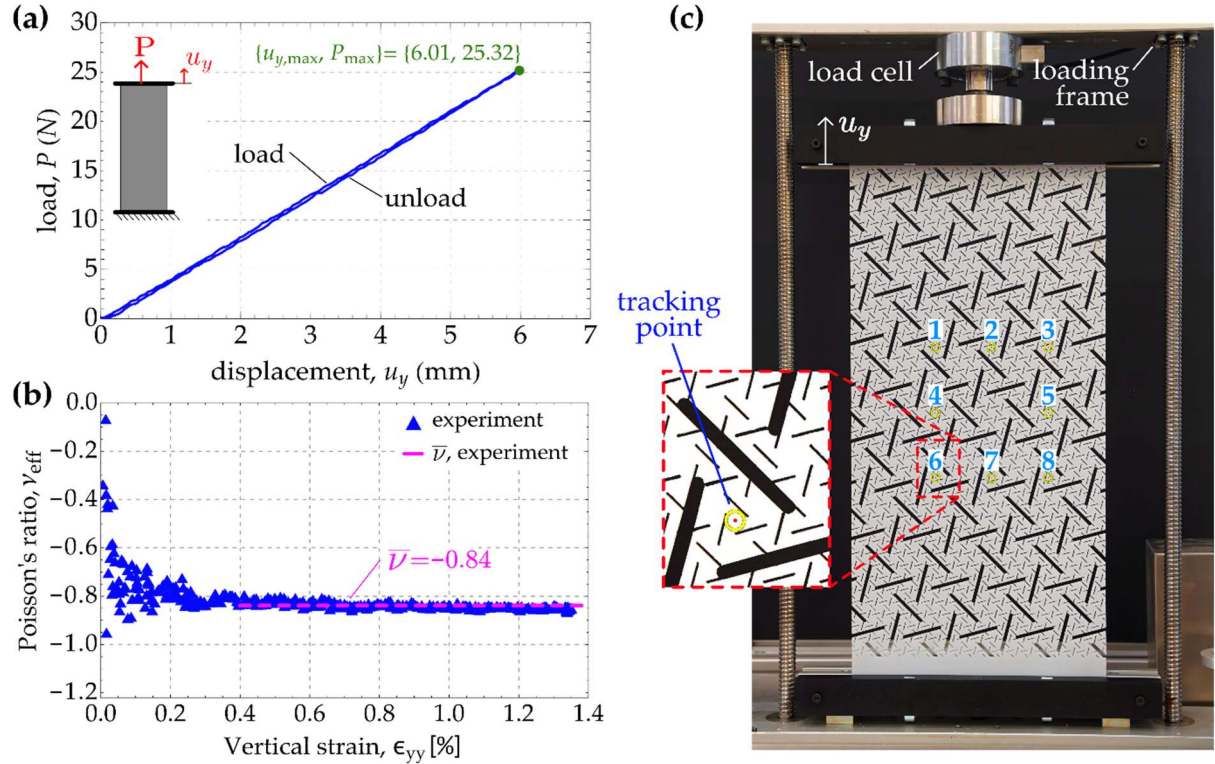 (a)
30
25
20
15
10
5
0
load, P (N)
P
u_y
{u_y,max, P_max}= {6.01, 25.32}
load
unload
0 1 2 3 4 5 6 7
displacement, u_y (mm)
(b)
0.0
-0.2
-0.4
-0.6
-0.8
-1.0
-1.2
Poisson's ratio, ν_eff
experiment
ν̅, experiment
ν̅=-0.84
0.0 0.2 0.4 0.6 0.8 1.0 1.2 1.4
Vertical strain, ϵ_yy [%]
(c)
load cell
loading
frame
u_y
tracking
point
1 2 3
4 5
6 7 8